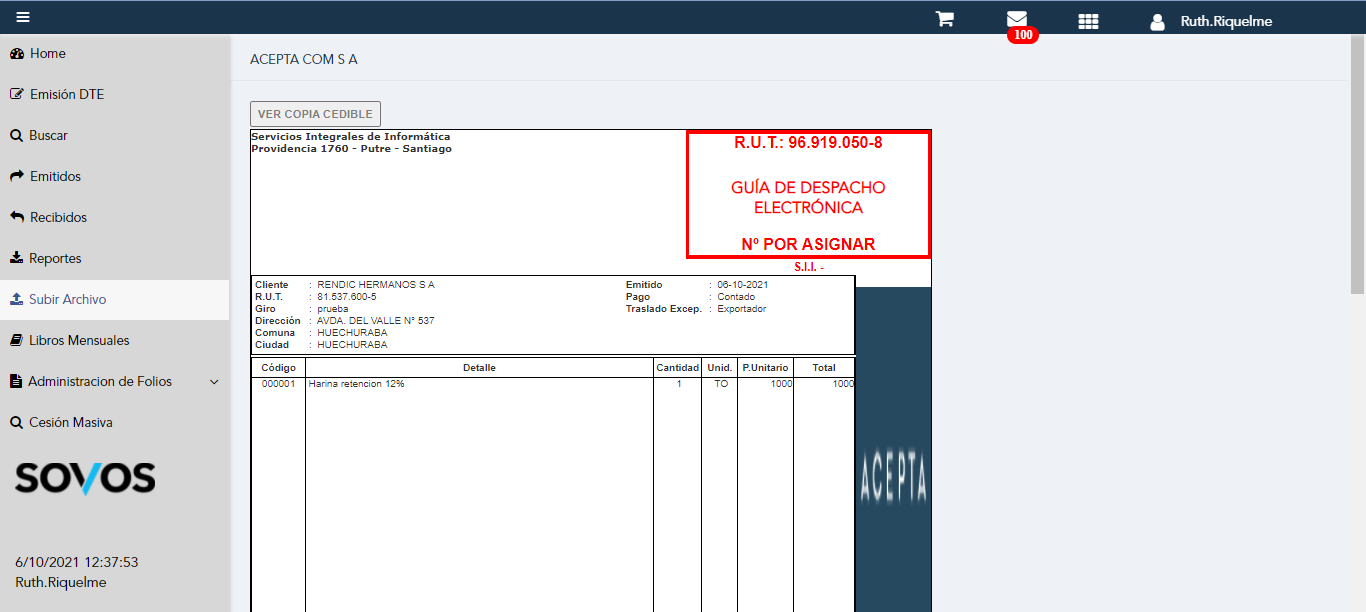 Ruth.Riquelme
100
Home
Emisión DTE
Buscar
Emitidos
Recibidos
Reportes
Subir Archivo
Libros Mensuales
Administracion de Folios
Cesión Masiva
SOVOS
6/10/2021 12:37:53
Ruth.Riquelme
ACEPTA COM S A
VER COPIA CEDIBLE
Servicios Integrales de Informática
Providencia 1760 - Putre - Santiago
R.U.T.: 96.919.050-8
GUÍA DE DESPACHO
ELECTRÓNICA
Nº POR ASIGNAR
S.I.I. -
Cliente : RENDIC HERMANOS S A Emitido : 06-10-2021
R.U.T. : 81.537.600-5 Pago : Contado
Giro : prueba Traslado Excep. : Exportador
Dirección : AVDA. DEL VALLE N° 537
Comuna : HUECHURABA
Ciudad : HUECHURABA
Código Detalle Cantidad Unid. P.Unitario Total
000001 Harina retencion 12% 1 TO 1000 1000
ACEPTA